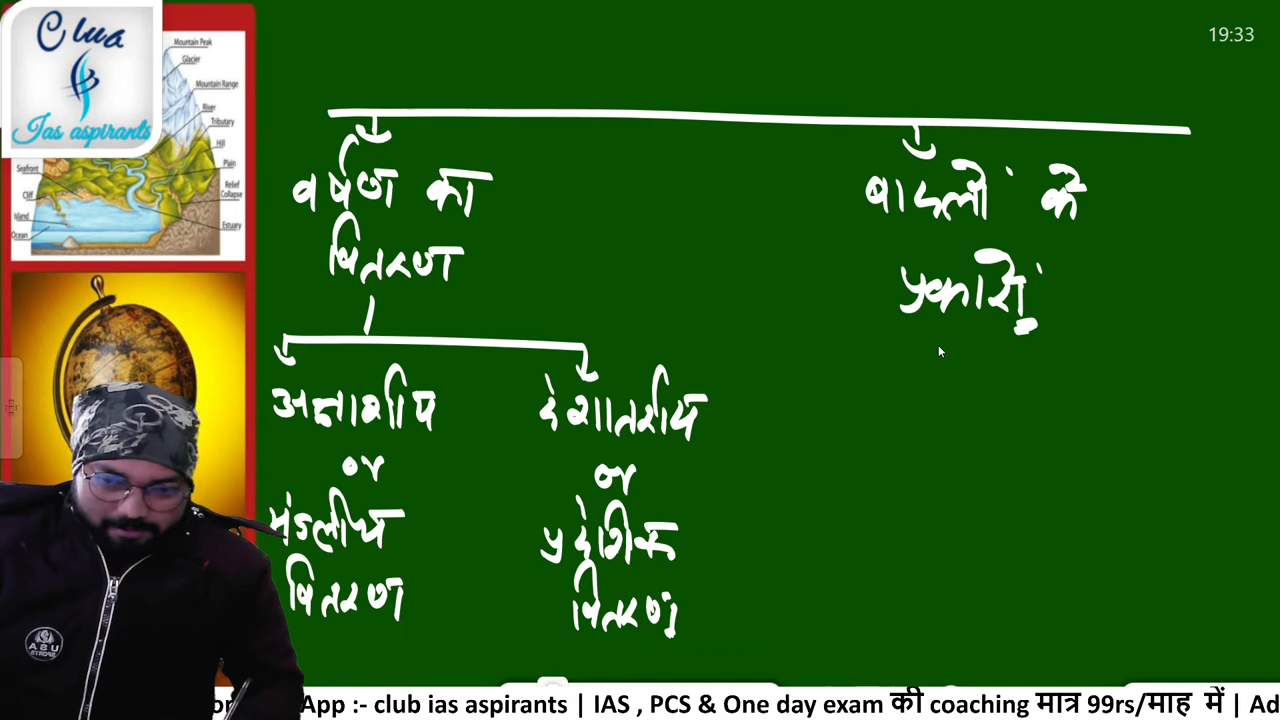 Clua
Ias aspirants
Mountain Peak
Glacier
Mountain Range
River
Tributary
Hill
Plain
Relief
Collapse
Estuary
Seafront
Cliff
Island
Ocean
19:33
वर्षण का
वितरण
बादलों के
प्रकारों
अक्षाशीय
or
मंडलीय
वितरण
देशातरीय
or
प्रदेशिक
वितरण
USA
App :- club ias aspirants | IAS , PCS & One day exam की coaching मात्र 99rs/माह में | Ad